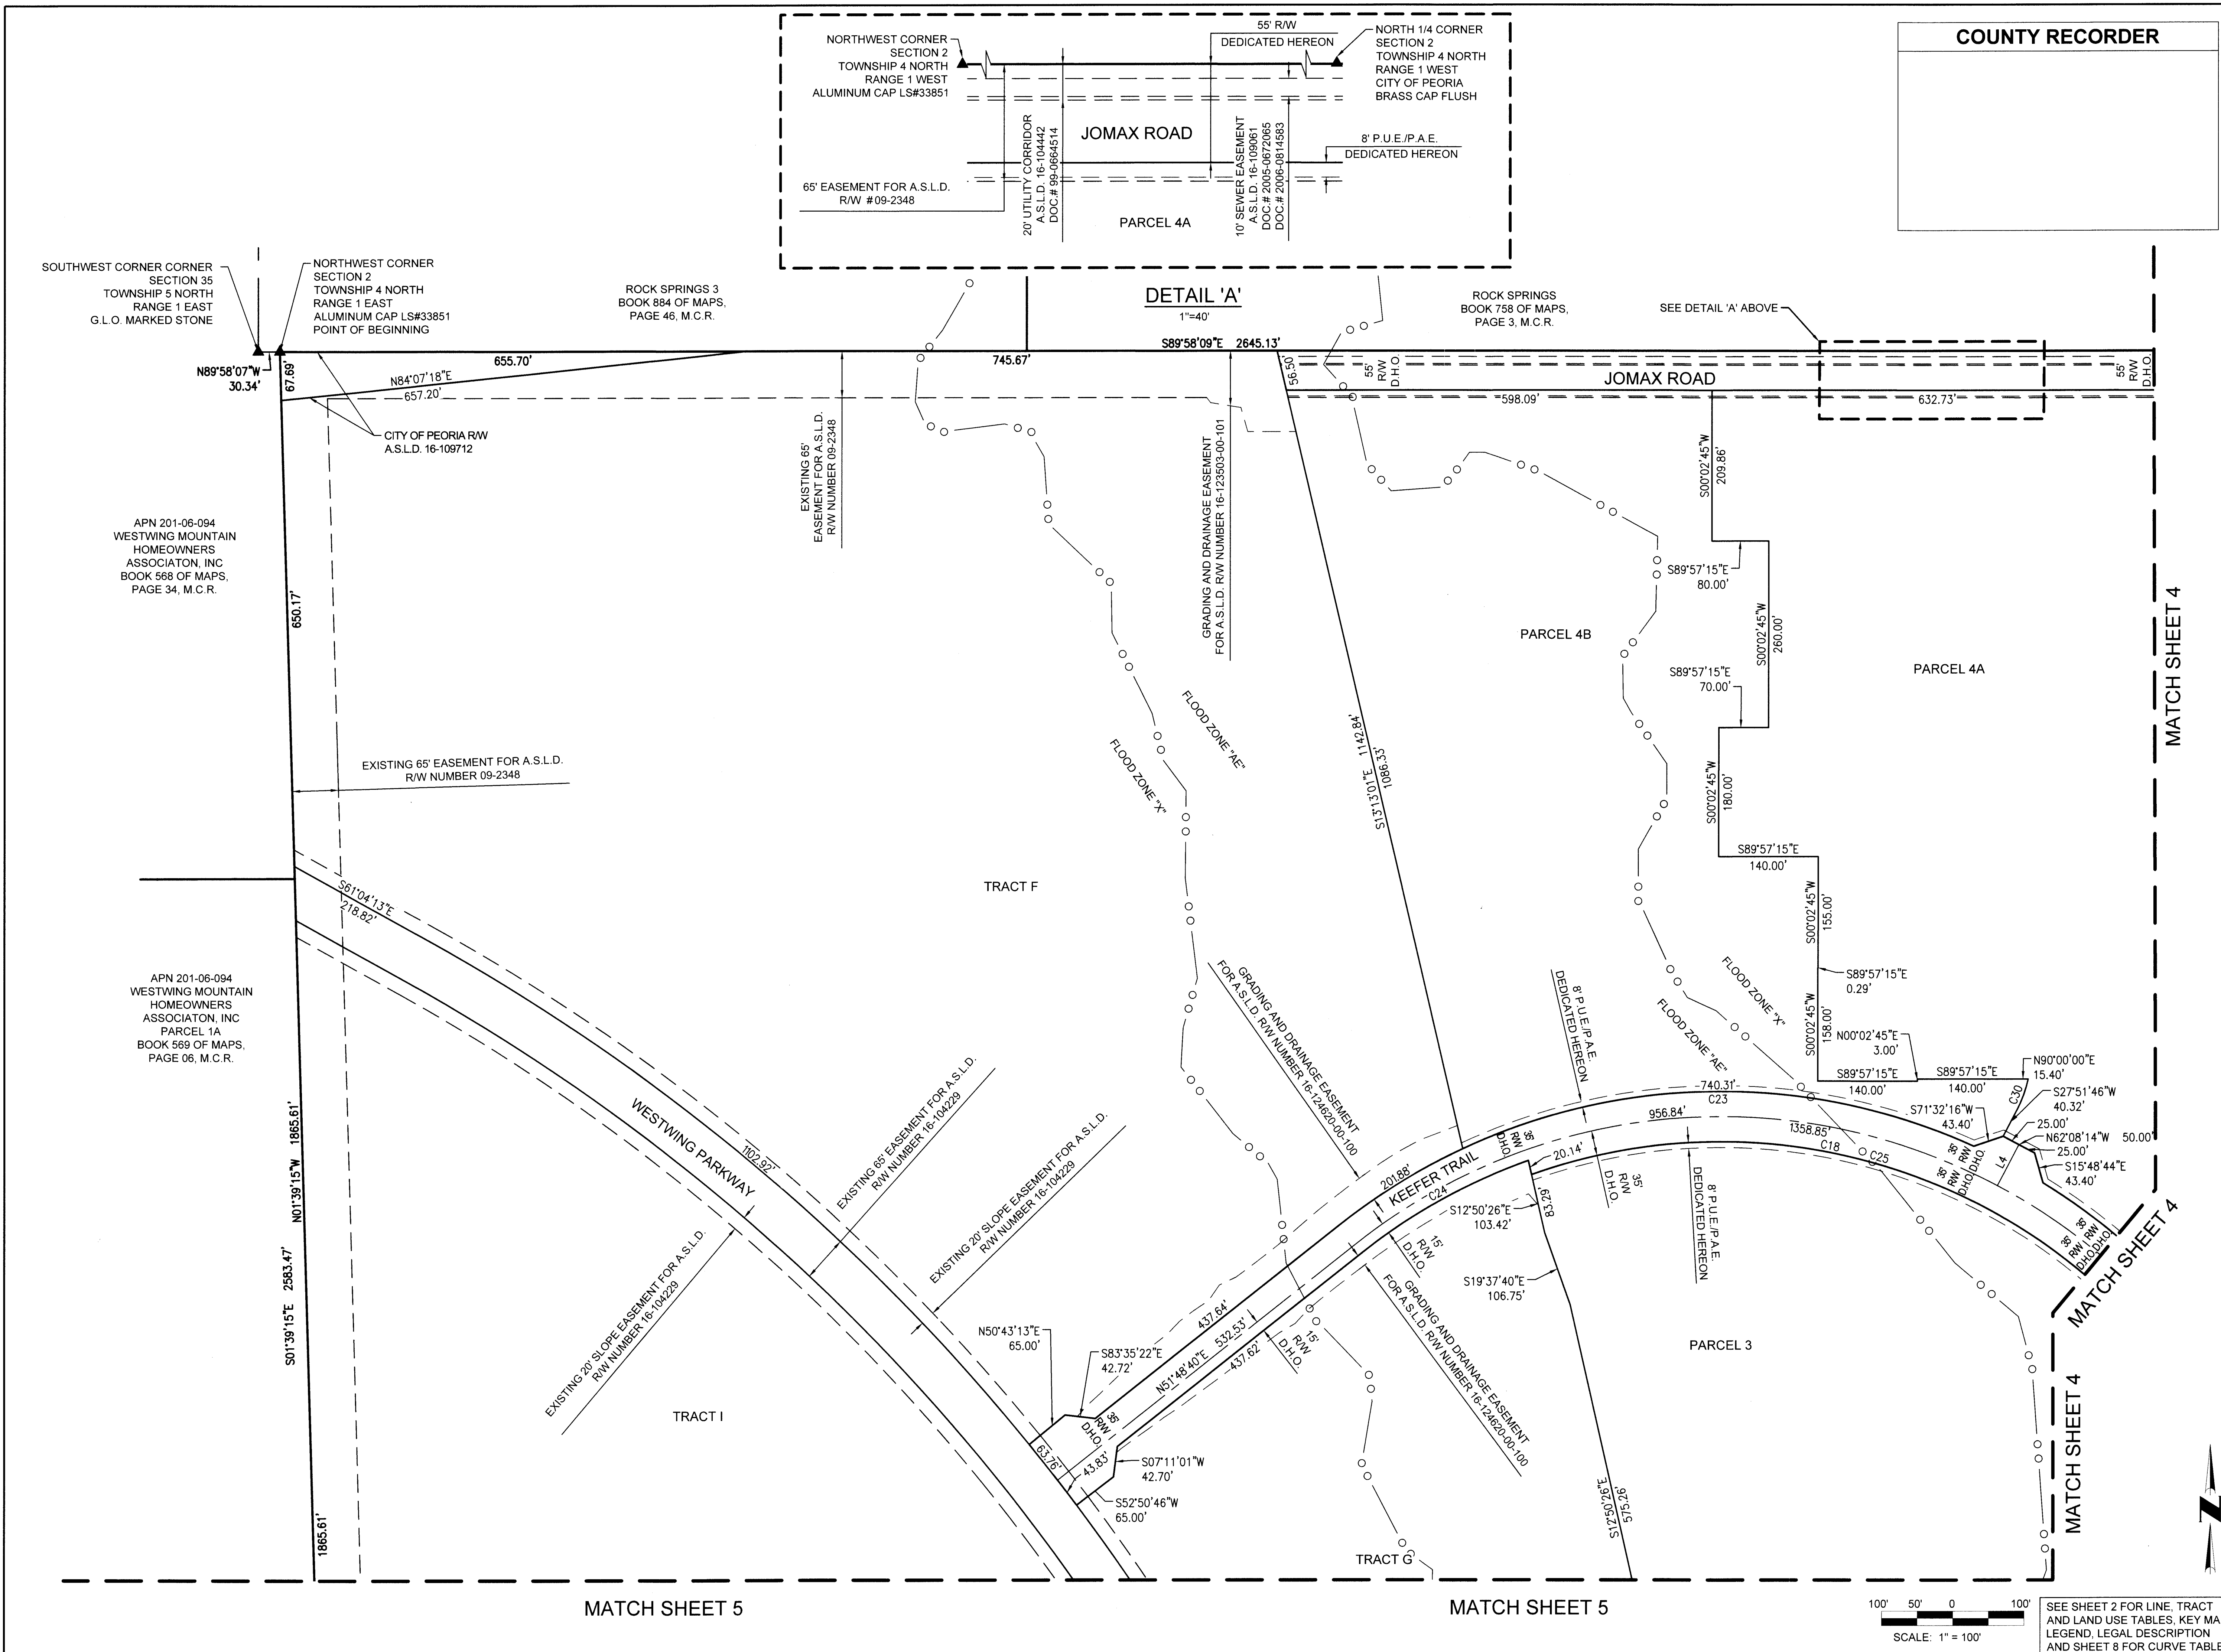 55' R/W
DEDICATED HEREON
NORTHWEST CORNER
SECTION 2
TOWNSHIP 4 NORTH
RANGE 1 WEST
ALUMINUM CAP LS#33851
NORTH 1/4 CORNER
SECTION 2
TOWNSHIP 4 NORTH
RANGE 1 WEST
CITY OF PEORIA
BRASS CAP FLUSH
JOMAX ROAD
8' P.U.E./P.A.E.
DEDICATED HEREON
65' EASEMENT FOR A.S.L.D.
R/W #09-2348
20' UTILITY CORRIDOR
A.S.L.D. 16-104442
DOC.# 99-0664514
10' SEWER EASEMENT
A.S.L.D. 16-109061
DOC.# 2005-0672065
DOC.# 2006-0814583
PARCEL 4A
DETAIL 'A'
1"=40'
COUNTY RECORDER
SOUTHWEST CORNER CORNER
SECTION 35
TOWNSHIP 5 NORTH
RANGE 1 EAST
G.L.O. MARKED STONE
NORTHWEST CORNER
SECTION 2
TOWNSHIP 4 NORTH
RANGE 1 EAST
ALUMINUM CAP LS#33851
POINT OF BEGINNING
ROCK SPRINGS 3
BOOK 884 OF MAPS,
PAGE 46, M.C.R.
ROCK SPRINGS
BOOK 758 OF MAPS,
PAGE 3, M.C.R.
SEE DETAIL 'A' ABOVE
S89°58'09"E 2645.13'
N89°58'07"W
30.34'
67.69'
655.70'
745.67'
N84°07'18"E
657.20'
CITY OF PEORIA R/W
A.S.L.D. 16-109712
56.50'
55'
R/W
D.H.O.
JOMAX ROAD
55'
R/W
D.H.O.
598.09'
632.73'
EXISTING 65'
EASEMENT FOR A.S.L.D.
R/W NUMBER 09-2348
GRADING AND DRAINAGE EASEMENT
FOR A.S.L.D. R/W NUMBER 16-123503-00-101
S00°02'45"W
209.86'
APN 201-06-094
WESTWING MOUNTAIN
HOMEOWNERS
ASSOCIATON, INC
BOOK 568 OF MAPS,
PAGE 34, M.C.R.
650.17'
S89°57'15"E
80.00'
PARCEL 4B
S00°02'45"W
260.00'
PARCEL 4A
S89°57'15"E
70.00'
MATCH SHEET 4
FLOOD ZONE "AE"
FLOOD ZONE "X"
S13°13'01"E 1142.84'
1086.33'
EXISTING 65' EASEMENT FOR A.S.L.D.
R/W NUMBER 09-2348
S00°02'45"W
180.00'
S89°57'15"E
140.00'
S61°04'13"E
218.82'
TRACT F
S00°02'45"W
155.00'
S89°57'15"E
0.29'
S00°02'45"W
158.00'
APN 201-06-094
WESTWING MOUNTAIN
HOMEOWNERS
ASSOCIATON, INC
PARCEL 1A
BOOK 569 OF MAPS,
PAGE 06, M.C.R.
GRADING AND DRAINAGE EASEMENT
FOR A.S.L.D. R/W NUMBER 16-124620-00-100
8' P.U.E./P.A.E.
DEDICATED HEREON
FLOOD ZONE "X"
FLOOD ZONE "AE"
N00°02'45"E
3.00'
S89°57'15"E
140.00'
S89°57'15"E
140.00'
N90°00'00"E
15.40'
C30
S27°51'46"W
40.32'
S71°32'16"W
43.40'
25.00'
N62°08'14"W 50.00'
25.00'
S15°48'44"E
43.40'
L4
N01°39'15"W 1865.61'
S01°39'15"E 2583.47'
1865.61'
WESTWING PARKWAY
1102.92'
EXISTING 65' EASEMENT FOR A.S.L.D.
R/W NUMBER 16-104229
EXISTING 20' SLOPE EASEMENT FOR A.S.L.D.
R/W NUMBER 16-104229
EXISTING 20' SLOPE EASEMENT FOR A.S.L.D.
R/W NUMBER 16-104229
740.31'
C23
956.84'
1358.85'
C18
C25
35'
R/W
D.H.O.
20.14'
35'
R/W
D.H.O.
201.88'
KEEFER TRAIL
C24
S12°50'26"E
103.42'
83.29'
8' P.U.E./P.A.E.
DEDICATED HEREON
35' 35'
R/W R/W
D.H.O. D.H.O.
35' 35'
R/W R/W
D.H.O. D.H.O.
MATCH SHEET 4
15'
R/W
D.H.O.
S19°37'40"E
106.75'
GRADING AND DRAINAGE EASEMENT
FOR A.S.L.D. R/W NUMBER 16-124620-00-100
PARCEL 3
437.64'
532.53'
N51°48'40"E
437.62'
15'
R/W
D.H.O.
N50°43'13"E
65.00'
S83°35'22"E
42.72'
35'
R/W
D.H.O.
63.76'
43.83'
S07°11'01"W
42.70'
S52°50'46"W
65.00'
TRACT I
S12°50'26"E
575.26'
TRACT G
MATCH SHEET 4
N
MATCH SHEET 5
MATCH SHEET 5
100' 50' 0 100'
SCALE: 1" = 100'
SEE SHEET 2 FOR LINE, TRACT
AND LAND USE TABLES, KEY MA
LEGEND, LEGAL DESCRIPTION
AND SHEET 8 FOR CURVE TABLE